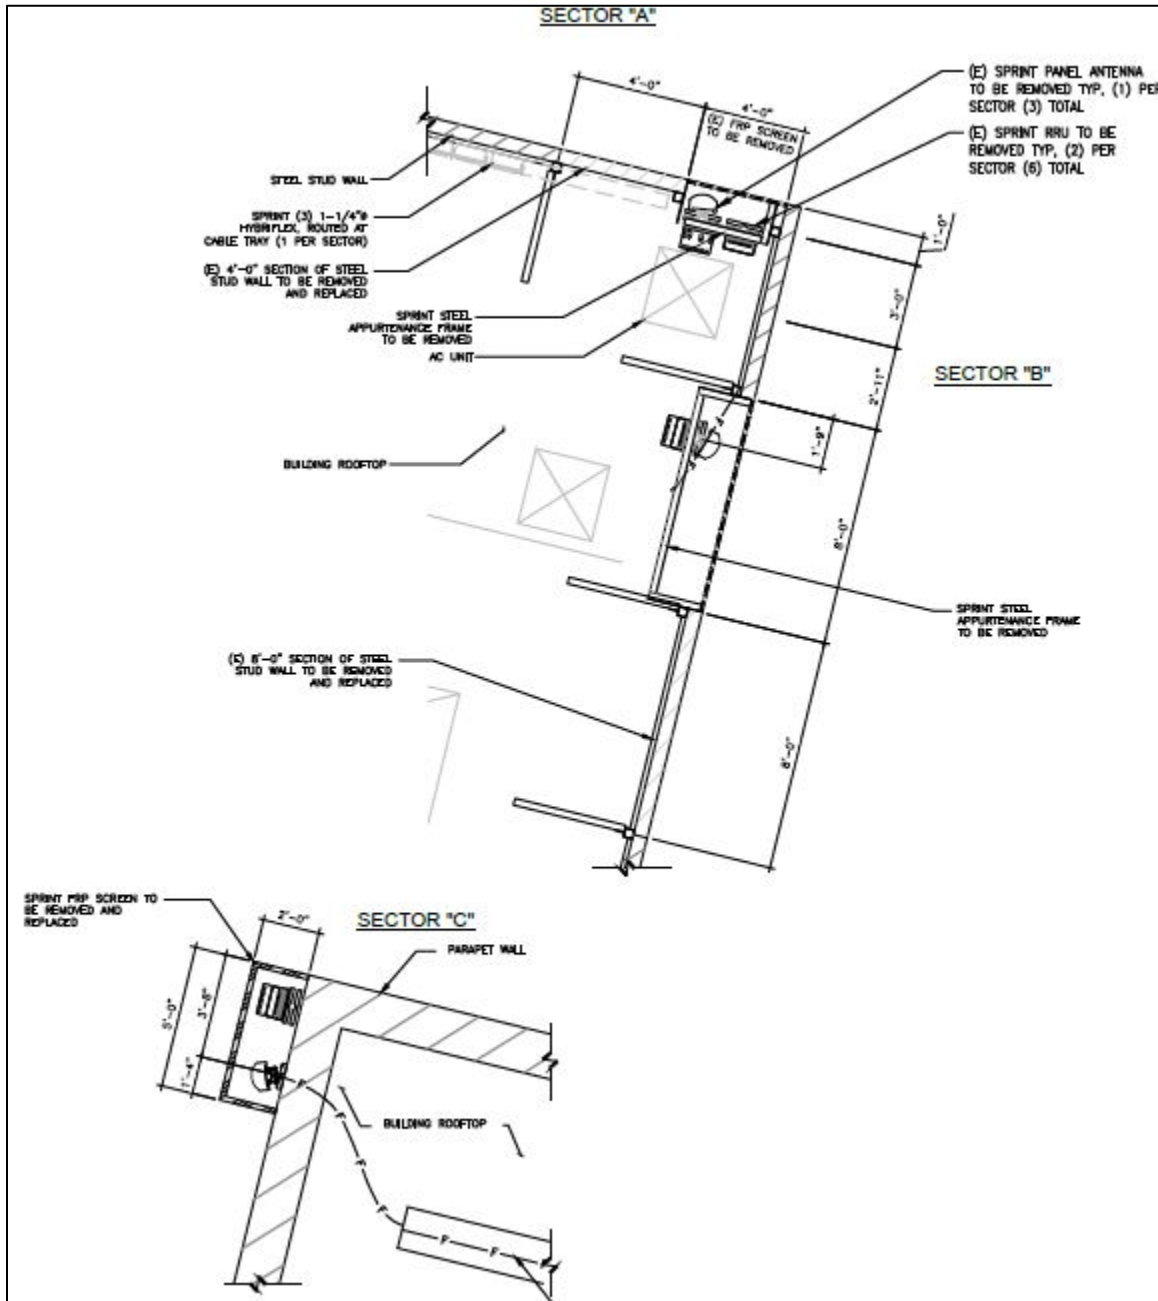 SECTOR "A"
4'-0"
4'-0"
(E) FRP SCREEN
TO BE REMOVED
(E) SPRINT PANEL ANTENNA
TO BE REMOVED TYP, (1) PER
SECTOR (3) TOTAL
(E) SPRINT RRU TO BE
REMOVED TYP, (2) PER
SECTOR (6) TOTAL
STEEL STUD WALL
SPRINT (3) 1-1/4"ø
HYBRIFLEX, ROUTED AT
CABLE TRAY (1 PER SECTOR)
(E) 4'-0" SECTION OF STEEL
STUD WALL TO BE REMOVED
AND REPLACED
SPRINT STEEL
APPURTENANCE FRAME
TO BE REMOVED
AC UNIT
1'-0"
3'-0"
2'-11"
SECTOR "B"
1'-9"
BUILDING ROOFTOP
8'-0"
SPRINT STEEL
APPURTENANCE FRAME
TO BE REMOVED
(E) 8'-0" SECTION OF STEEL
STUD WALL TO BE REMOVED
AND REPLACED
8'-0"
SPRINT FRP SCREEN TO
BE REMOVED AND
REPLACED
2'-0"
SECTOR "C"
PARAPET WALL
5'-0"
3'-8"
1'-4"
F
F
BUILDING ROOFTOP
F
F
F
F